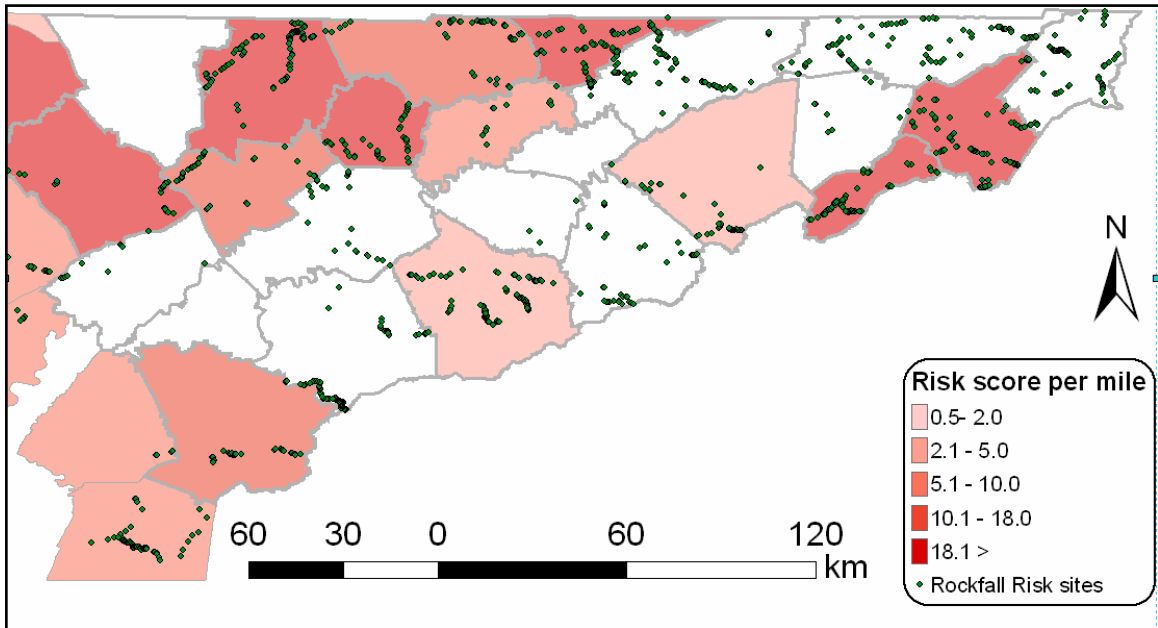 N
Risk score per mile
0.5- 2.0
2.1 - 5.0
5.1 - 10.0
10.1 - 18.0
18.1 >
Rockfall Risk sites
60 30 0 60 120
km